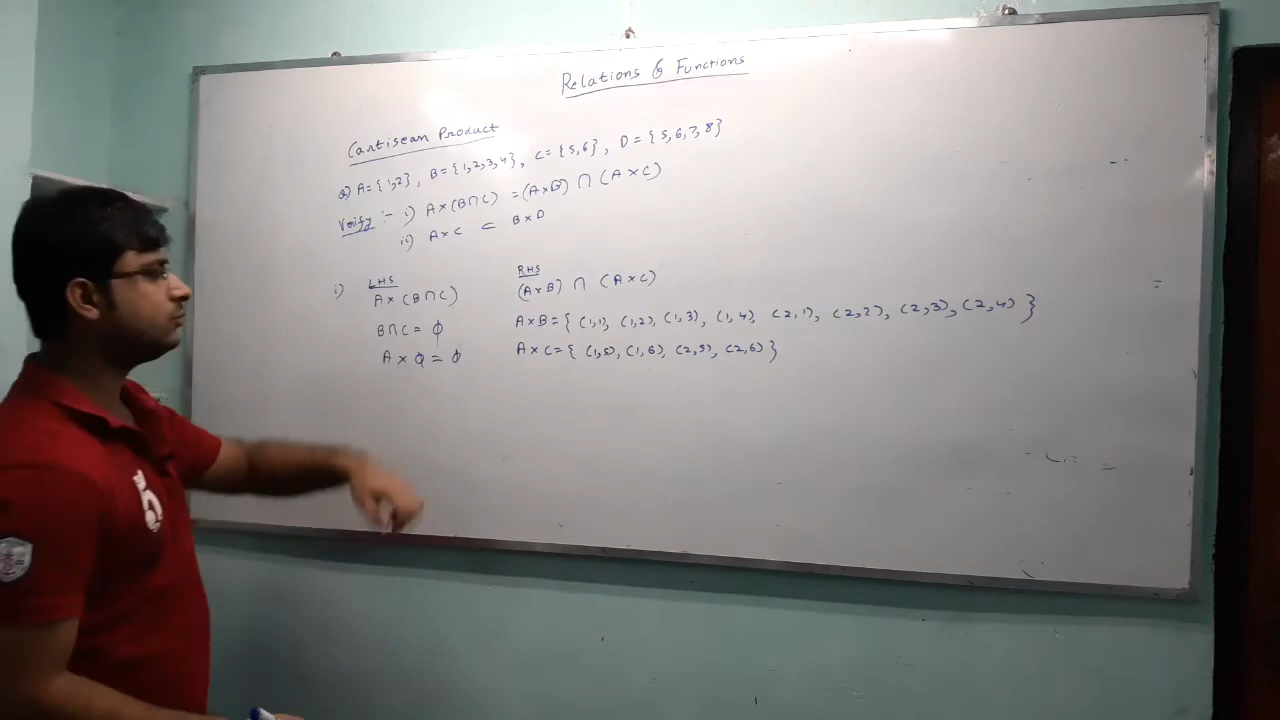 Relations & Functions
Cartisean Product
Q) A = {1,2}, B = {1,2,3,4}, C = {5,6}, D = {5,6,7,8}
Verify :- i) A×(B∩C) = (A×B) ∩ (A×C)
ii) A×C ⊂ B×D
i) LHS
A×(B∩C)
B∩C = ϕ
A × ϕ = ϕ
RHS
(A×B) ∩ (A×C)
A×B = { (1,1), (1,2), (1,3), (1,4), (2,1), (2,2), (2,3), (2,4) }
A×C = { (1,5), (1,6), (2,5), (2,6) }